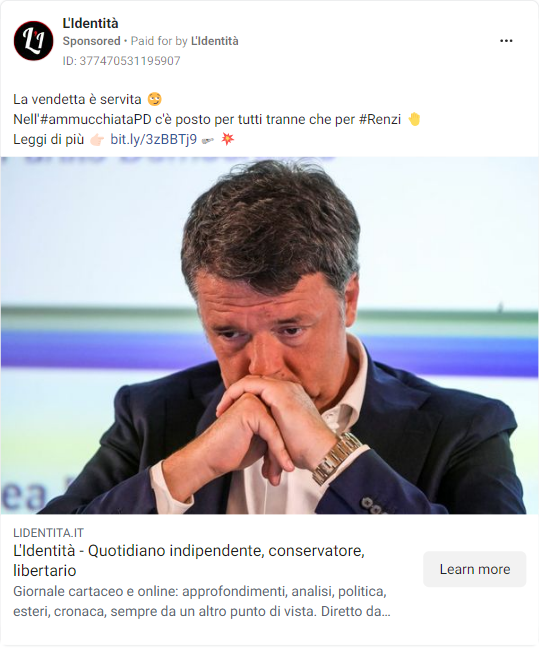 L'I
L'Identità
Sponsored • Paid for by L'Identità
ID: 377470531195907
La vendetta è servita 🙄
Nell'#ammucchiataPD c'è posto per tutti tranne che per #Renzi 🤚
Leggi di più 👉🏻 bit.ly/3zBBTj9 🗞 💥
LIDENTITA.IT
L'Identità - Quotidiano indipendente, conservatore,
libertario
Giornale cartaceo e online: approfondimenti, analisi, politica,
esteri, cronaca, sempre da un altro punto di vista. Diretto da...
Learn more